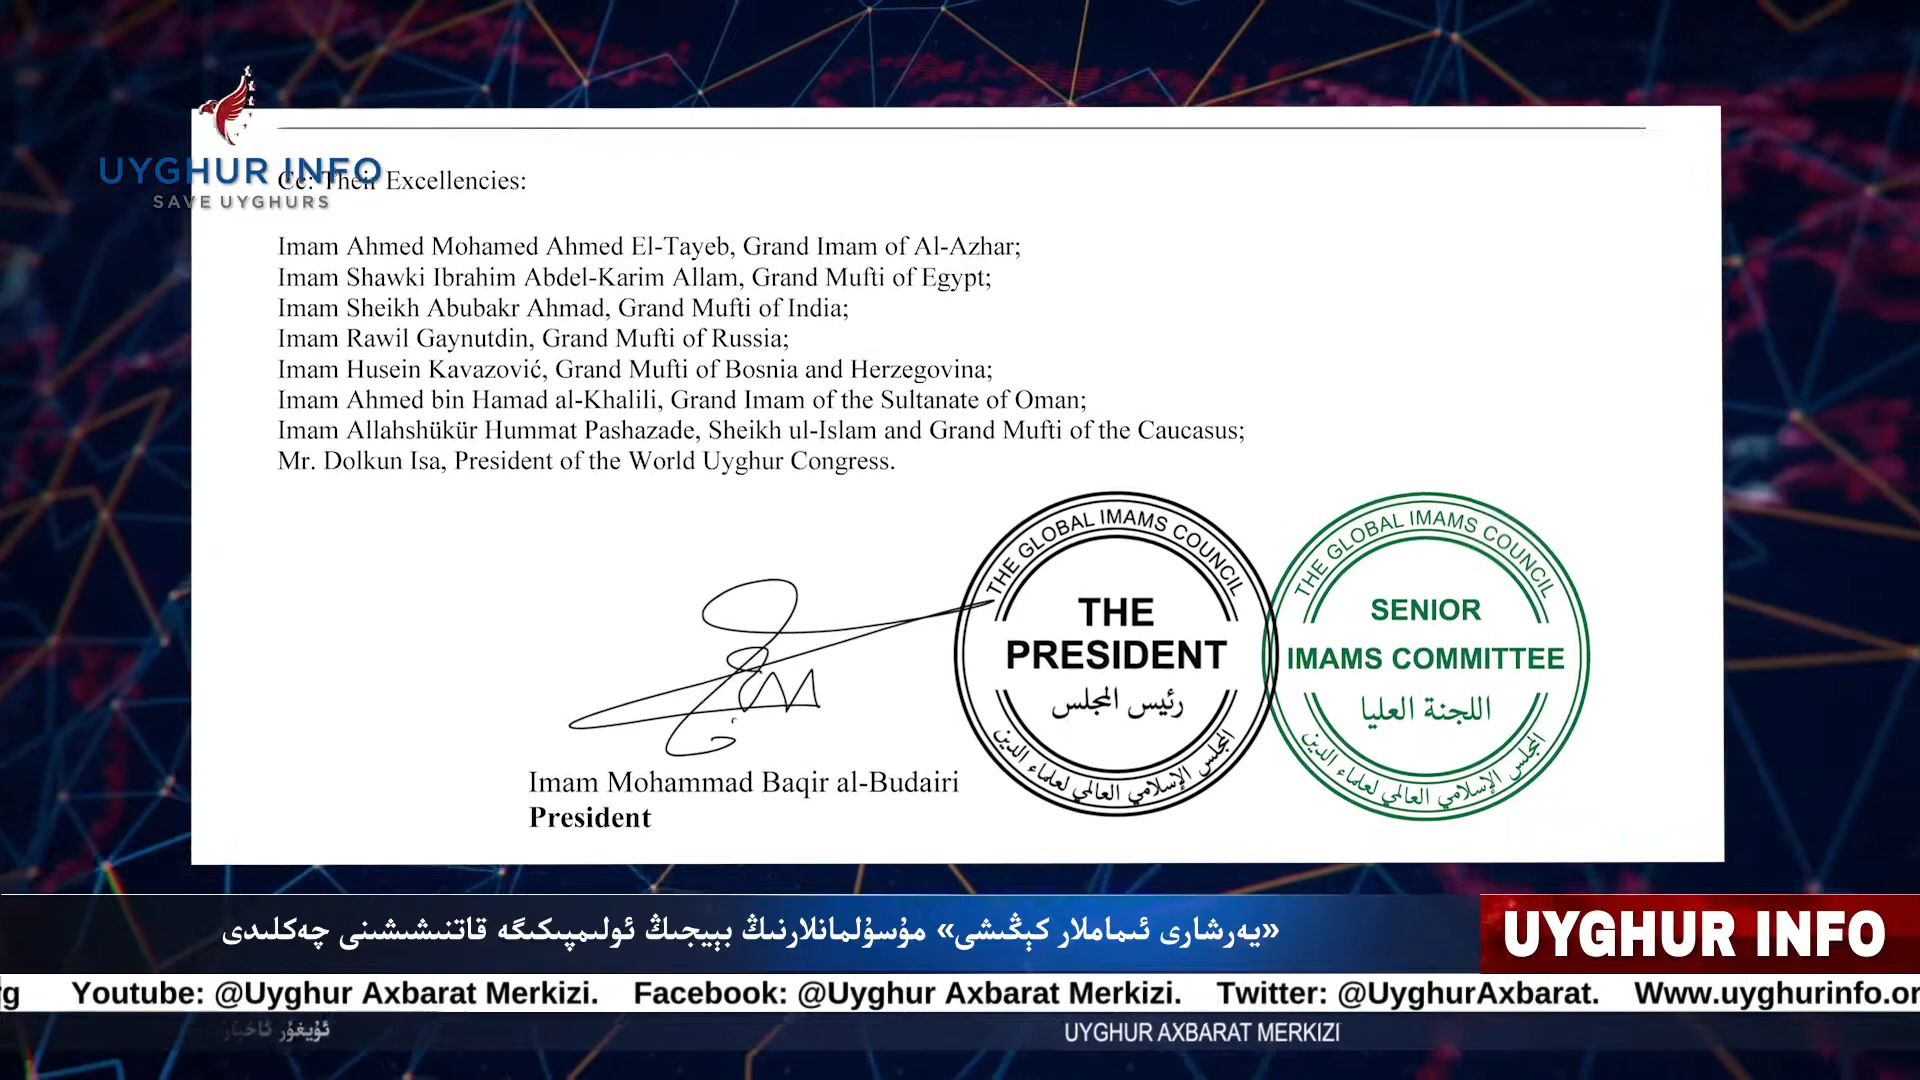 UYGHUR INFO
SAVE UYGHURS
Cc: Their Excellencies:
Imam Ahmed Mohamed Ahmed El-Tayeb, Grand Imam of Al-Azhar;
Imam Shawki Ibrahim Abdel-Karim Allam, Grand Mufti of Egypt;
Imam Sheikh Abubakr Ahmad, Grand Mufti of India;
Imam Rawil Gaynutdin, Grand Mufti of Russia;
Imam Husein Kavazović, Grand Mufti of Bosnia and Herzegovina;
Imam Ahmed bin Hamad al-Khalili, Grand Imam of the Sultanate of Oman;
Imam Allahshükür Hummat Pashazade, Sheikh ul-Islam and Grand Mufti of the Caucasus;
Mr. Dolkun Isa, President of the World Uyghur Congress.
THE GLOBAL IMAMS COUNCIL
THE
PRESIDENT
رئيس المجلس
المجلس الإسلامي العالمي لعلماء الدين
THE GLOBAL IMAMS COUNCIL
SENIOR
IMAMS COMMITTEE
اللجنة العليا
المجلس الإسلامي العالمي لعلماء الدين
Imam Mohammad Baqir al-Budairi
President
«يەرشارى ئىماملار كېڭىشى» مۇسۇلمانلارنىڭ بېيجىڭ ئولىمپىكىگە قاتنىشىشىنى چەكلىدى
UYGHUR INFO
Youtube: @Uyghur Axbarat Merkizi. Facebook: @Uyghur Axbarat Merkizi. Twitter: @UyghurAxbarat. Www.uyghurinfo.or
ئۇيغۇر
UYGHUR AXBARAT MERKIZI